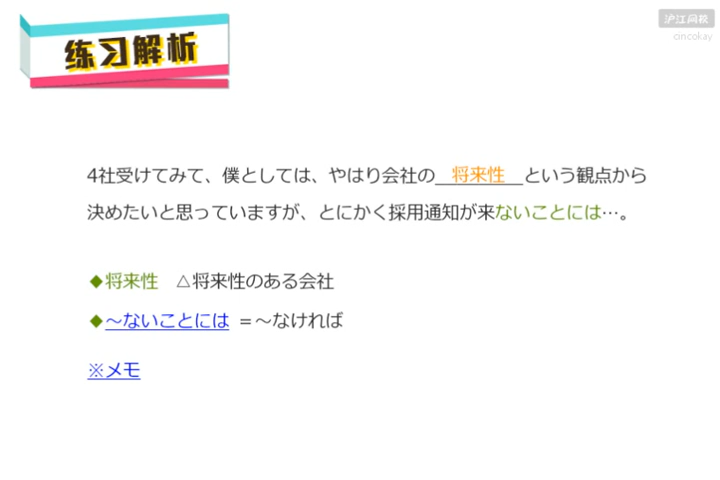 练习解析
沪江网校
cincokay
4社受けてみて、僕としては、やはり会社の 将来性 という観点から
決めたいと思っていますが、とにかく採用通知が来ないことには…。
◆将来性 △将来性のある会社
◆～ないことには ＝～なければ
※メモ